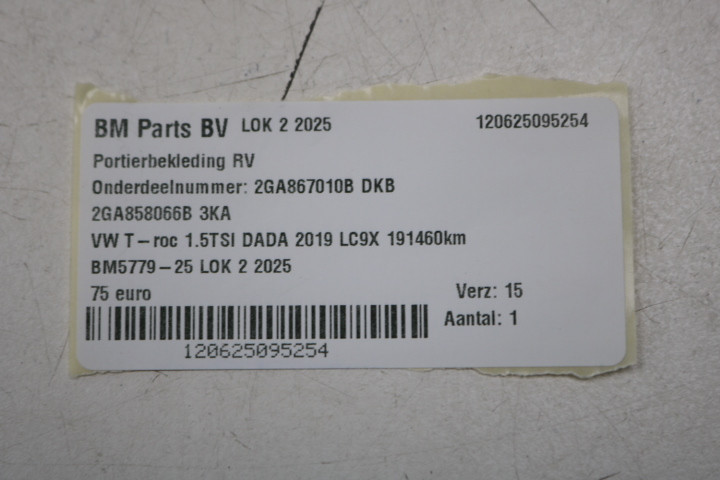 BM Parts BV LOK 2 2025 120625095254
Portierbekleding RV
Onderdeelnummer: 2GA867010B DKB
2GA858066B 3KA
VW T-roc 1.5TSI DADA 2019 LC9X 191460km
BM5779-25 LOK 2 2025
75 euro Verz: 15
Aantal: 1
120625095254